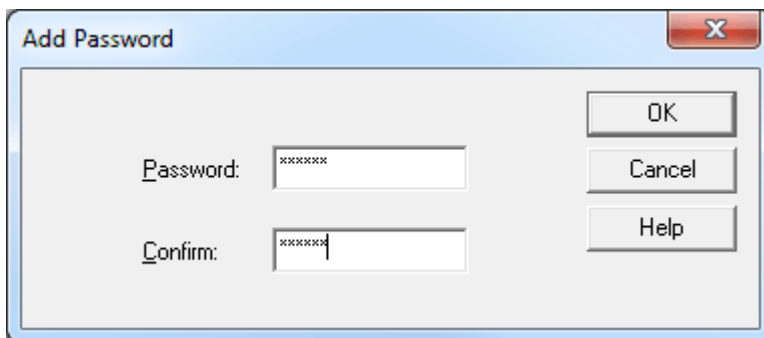 Add Password
OK
Password: ******
Cancel
Help
Confirm: ******